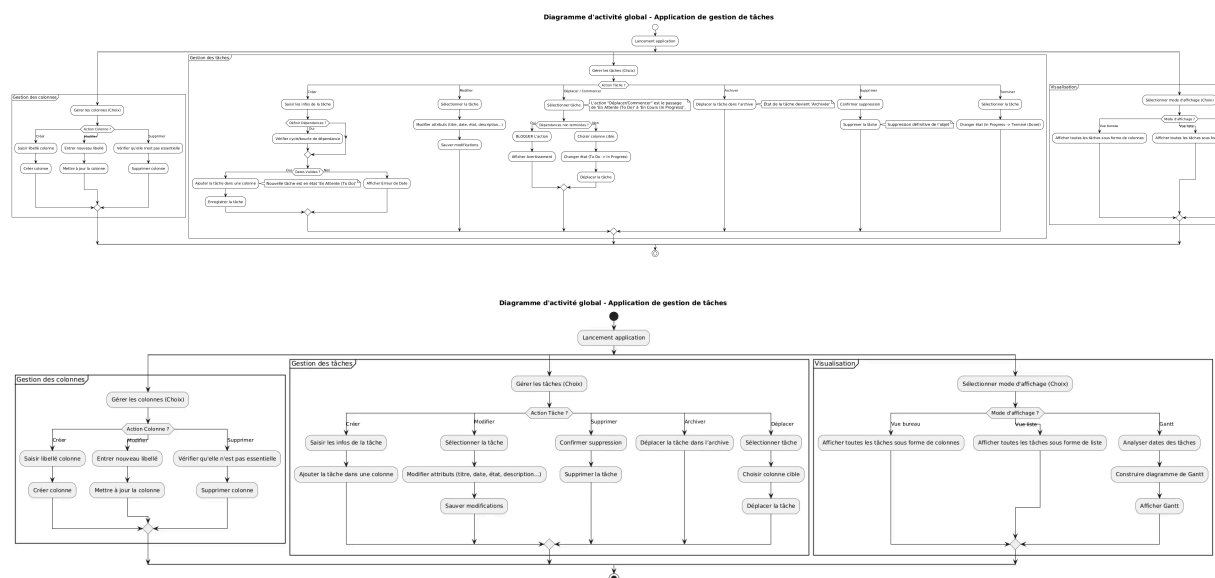 Diagramme d'activité global - Application de gestion de tâches
Lancement application
Gestion des colonnes
Gérer les colonnes (Choix)
Action Colonne ?
Créer
Modifier
Supprimer
Saisir libellé colonne
Entrer nouveau libellé
Vérifier qu'elle n'est pas essentielle
Créer colonne
Mettre à jour la colonne
Supprimer colonne
Gestion des tâches
Gérer les tâches (Choix)
Action Tâche ?
Créer
Saisir les infos de la tâche
Définir Dépendances ?
Oui
Vérifier cycle/boucle de dépendance
Dates Valides ?
Oui
Non
Ajouter la tâche dans une colonne
Nouvelle tâche est en état 'En Attente (To Do)'
Afficher Erreur de Date
Enregistrer la tâche
Modifier
Sélectionner la tâche
Modifier attributs (titre, date, état, description...)
Sauver modifications
Déplacer / Commencer
Sélectionner tâche
L'action "Déplacer/Commencer" est le passage
de 'En Attente (To Do)' à 'En Cours (In Progress)'
Dépendances non terminées ?
Oui
Non
BLOQUER L'action
Choisir colonne cible
Afficher Avertissement
Changer état (To Do -> In Progress)
Déplacer la tâche
Archiver
Déplacer la tâche dans l'archive
État de la tâche devient 'Archivée'
Supprimer
Confirmer suppression
Supprimer la tâche
Suppression définitive de l'objet
Terminer
Sélectionner la tâche
Changer état (In Progress -> Terminé (Done))
Visualisation
Sélectionner mode d'affichage (Choix)
Mode d'affichage ?
Vue bureau
Vue liste
Afficher toutes les tâches sous forme de colonnes
Afficher toutes les tâches sous for
Diagramme d'activité global - Application de gestion de tâches
Lancement application
Gestion des colonnes
Gérer les colonnes (Choix)
Action Colonne ?
Créer
Modifier
Supprimer
Saisir libellé colonne
Entrer nouveau libellé
Vérifier qu'elle n'est pas essentielle
Créer colonne
Mettre à jour la colonne
Supprimer colonne
Gestion des tâches
Gérer les tâches (Choix)
Action Tâche ?
Créer
Modifier
Supprimer
Archiver
Déplacer
Saisir les infos de la tâche
Sélectionner la tâche
Confirmer suppression
Déplacer la tâche dans l'archive
Sélectionner tâche
Ajouter la tâche dans une colonne
Modifier attributs (titre, date, état, description...)
Supprimer la tâche
Choisir colonne cible
Sauver modifications
Déplacer la tâche
Visualisation
Sélectionner mode d'affichage (Choix)
Mode d'affichage ?
Vue bureau
Vue liste
Gantt
Afficher toutes les tâches sous forme de colonnes
Afficher toutes les tâches sous forme de liste
Analyser dates des tâches
Construire diagramme de Gantt
Afficher Gantt